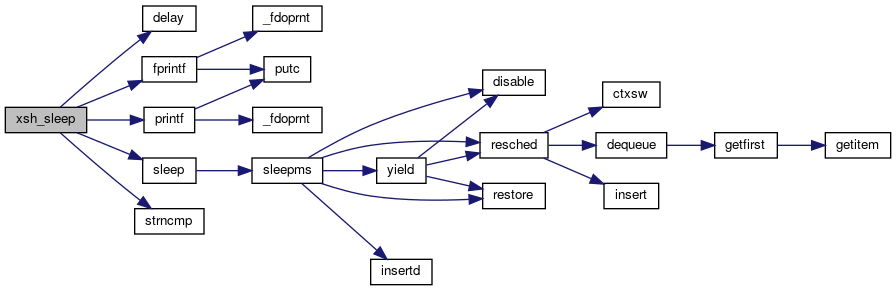 xsh_sleep
delay
fprintf
printf
sleep
strncmp
_fdoprnt
putc
_fdoprnt
sleepms
yield
insertd
disable
resched
restore
ctxsw
dequeue
insert
getfirst
getitem